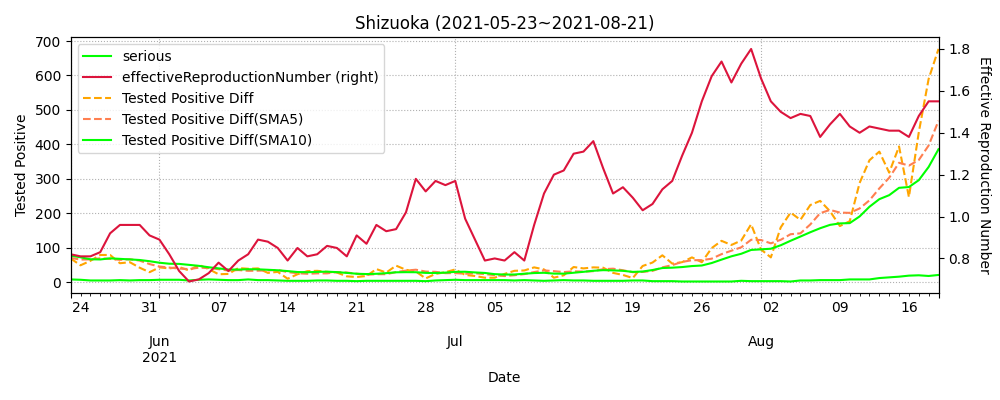 Shizuoka (2021-05-23~2021-08-21)
serious
effectiveReproductionNumber (right)
Tested Positive Diff
Tested Positive Diff(SMA5)
Tested Positive Diff(SMA10)
Tested Positive
700
600
500
400
300
200
100
0
1.8
1.6
1.4
1.2
1.0
0.8
Effective Reproduction Number
24 31 07 14 21 28 05 12 19 26 02 09 16
Jun Jul Aug
2021
Date